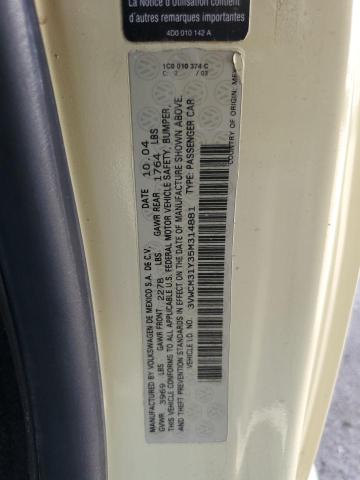 NOTICE D'Utilisation et les
autres remarques importantes
4D0 010 142 A
1C0 010 374 C
/ 03
COUNTRY OF ORIGIN: MEX
MANUFACTURED BY VOLKSWAGEN DE MEXICO S.A. DE C.V. DATE 10.04
GVWR 3969 LBS GAWR FRONT 2278 LBS GAWR REAR 1764 LBS
THIS VEHICLE CONFORMS TO ALL APPLICABLE U.S. FEDERAL MOTOR VEHICLE SAFETY, BUMPER,
AND THEFT PREVENTION STANDARDS IN EFFECT ON THE DATE OF MANUFACTURE SHOWN ABOVE.
VEHICLE I.D. NO. 3VWCM31Y35M314881 TYPE: PASSENGER CAR